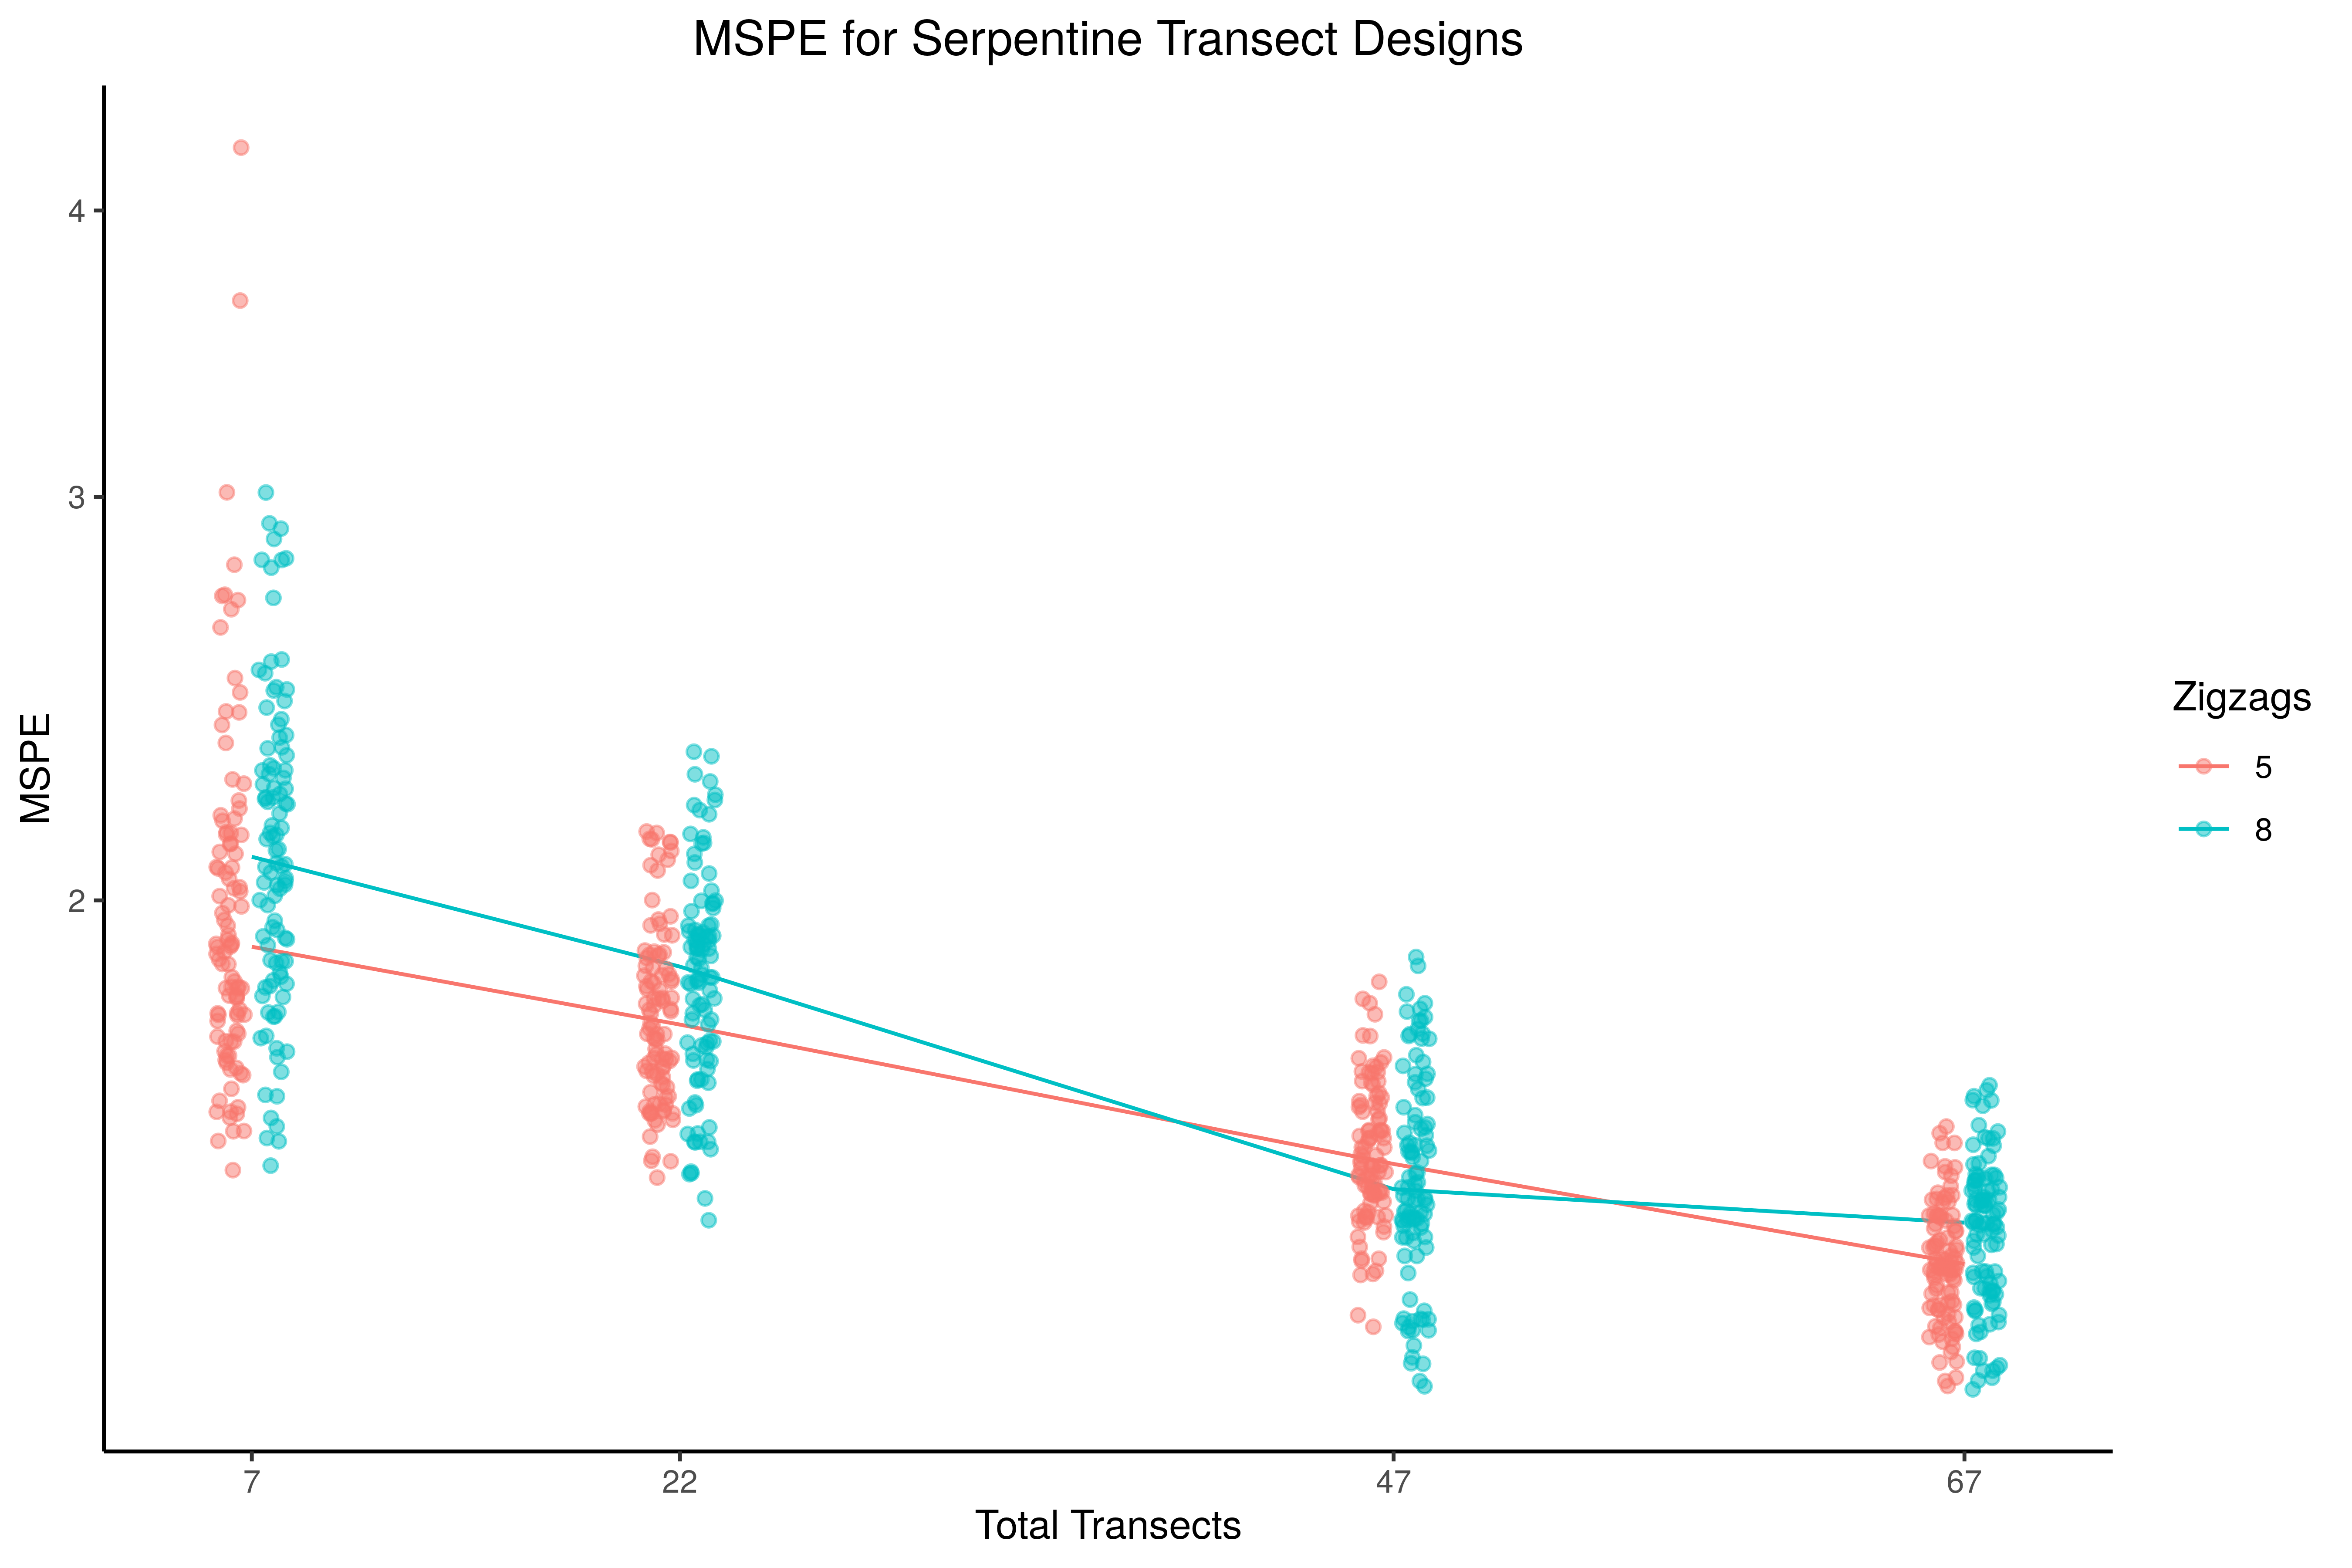 MSPE for Serpentine Transect Designs
MSPE
4
3
2
7 22 47 67
Total Transects
Zigzags
5
8